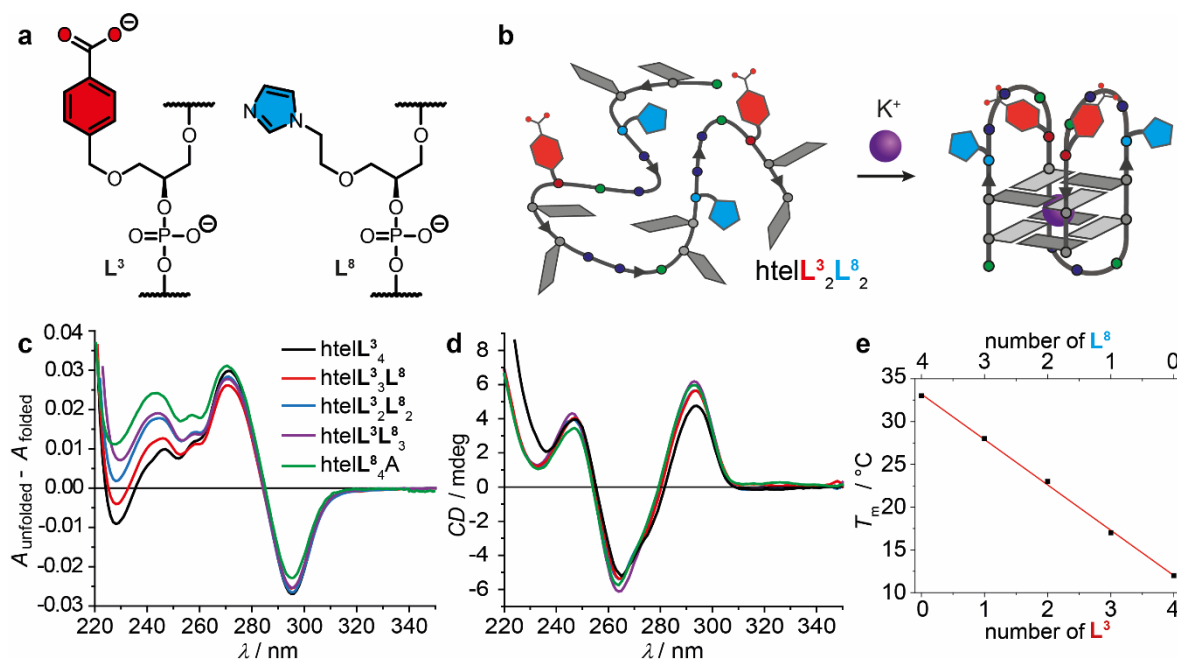 a
O
O ⊖
O
O
O=P-O ⊖
O
L³
N
N
O
O
O
O=P-O ⊖
O
L⁸
b
K⁺
htelL³₂L⁸₂
c
A unfolded - A folded
0.04
0.03
0.02
0.01
0.00
-0.01
-0.02
-0.03
220 240 260 280 300 320 340
λ / nm
htelL³₄
htelL³₃L⁸
htelL³₂L⁸₂
htelL³L⁸₃
htelL⁸₄A
d
CD / mdeg
8
6
4
2
0
-2
-4
-6
220 240 260 280 300 320 340
λ / nm
e
number of L⁸
4 3 2 1 0
Tm / °C
35
30
25
20
15
10
0 1 2 3 4
number of L³